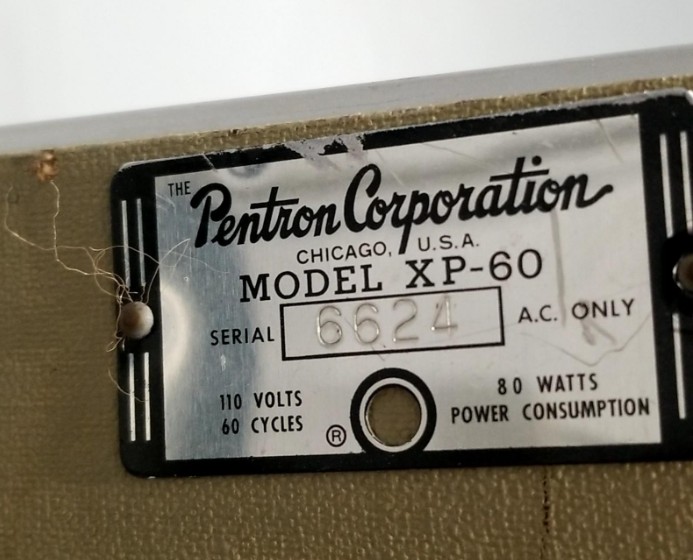 THE Pentron Corporation
CHICAGO, U.S.A.
MODEL XP-60
SERIAL 6624 A.C. ONLY
110 VOLTS 80 WATTS
60 CYCLES ® POWER CONSUMPTION